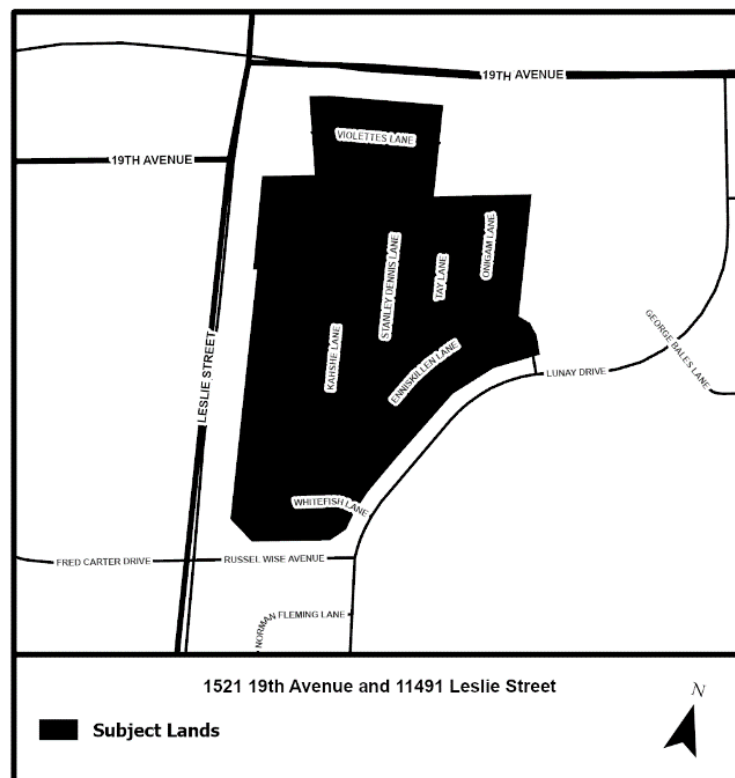 19TH AVENUE
VIOLETTES LANE
19TH AVENUE
ONIGAM LANE
STANLEY DENNIS LANE
TAY LANE
KAHSHE LANE
LESLIE STREET
ENNISKILLEN LANE
GEORGE BALES LANE
LUNAY DRIVE
WHITEFISH LANE
FRED CARTER DRIVE
RUSSEL WISE AVENUE
NORMAN FLEMING LANE
1521 19th Avenue and 11491 Leslie Street
N
Subject Lands